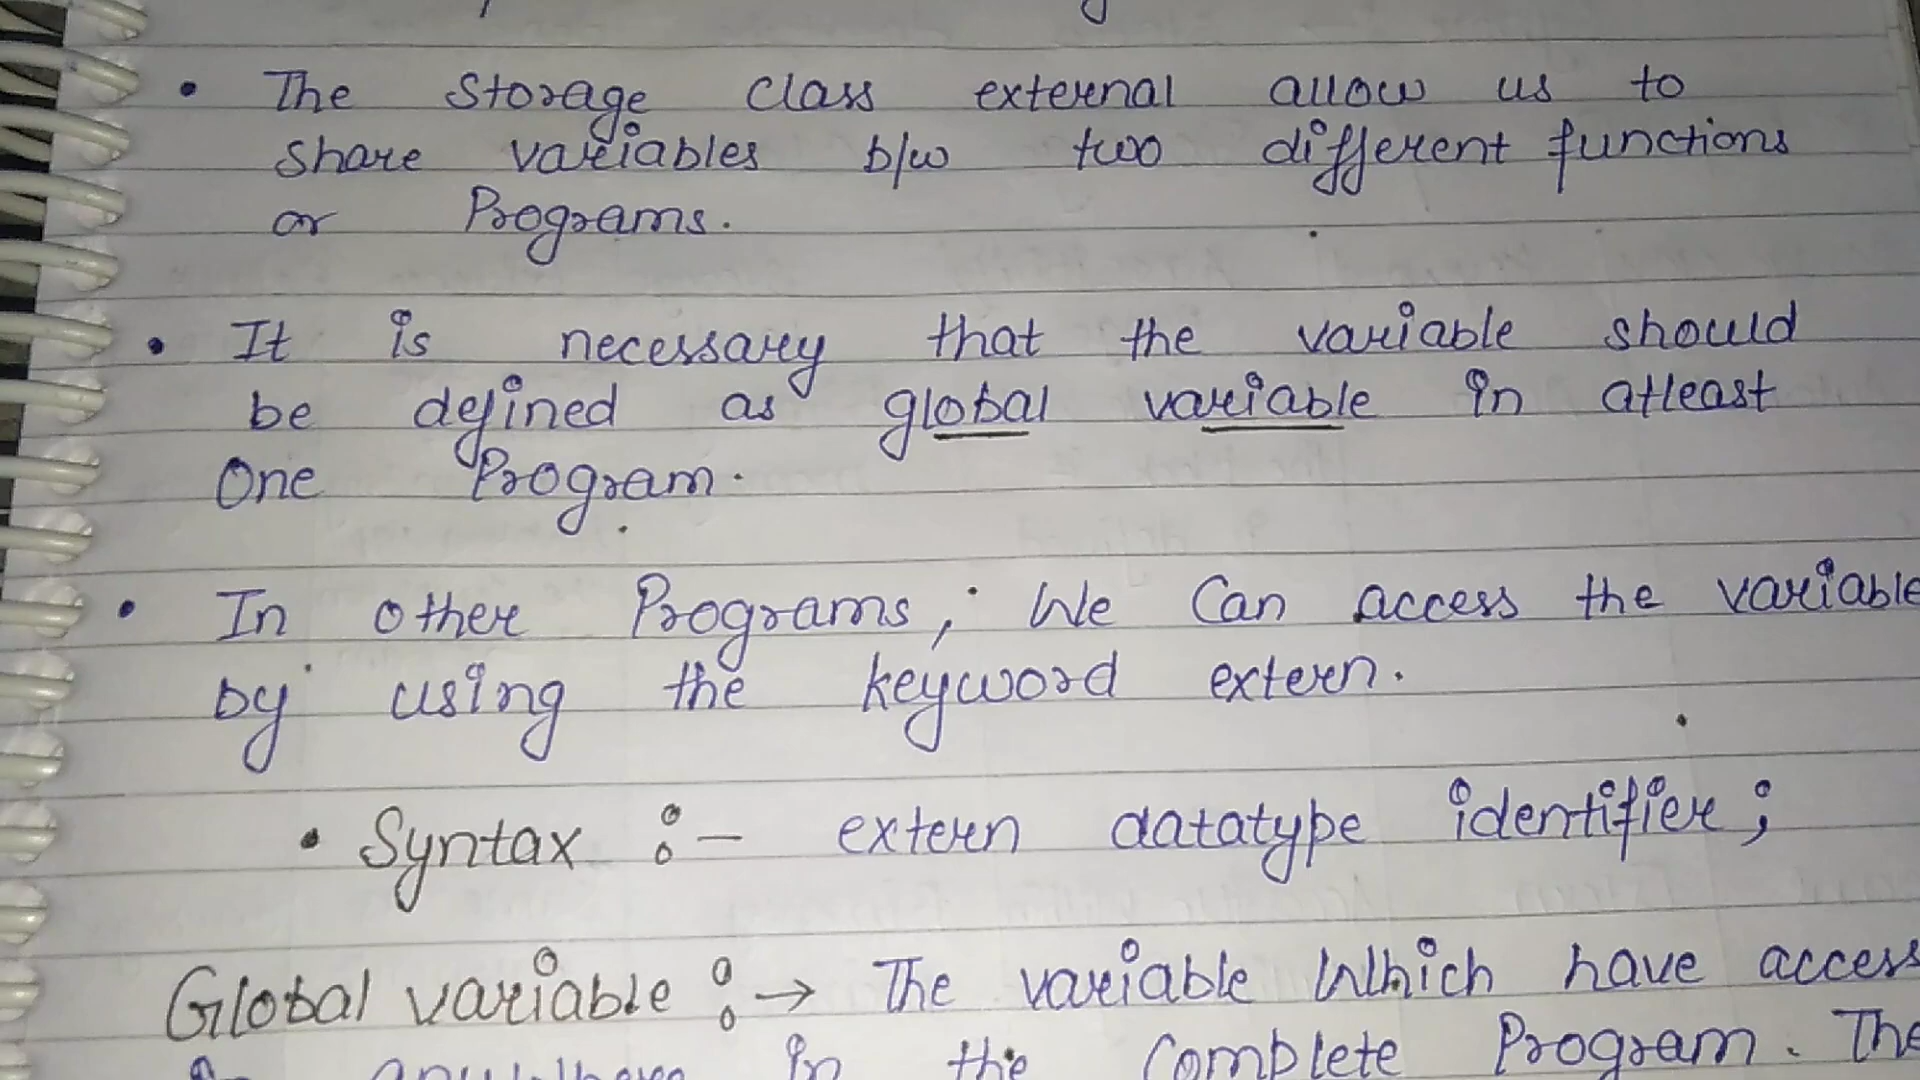 • The storage class external allow us to
share variables b/w two different functions
or Programs.
• It is necessary that the variable should
be defined as global variable in atleast
One Program.
• In other Programs, We Can access the variable
by using the keyword extern.
• Syntax :- extern datatype identifier ;
Global variable : → The variable Which have access
in the Complete Program. The